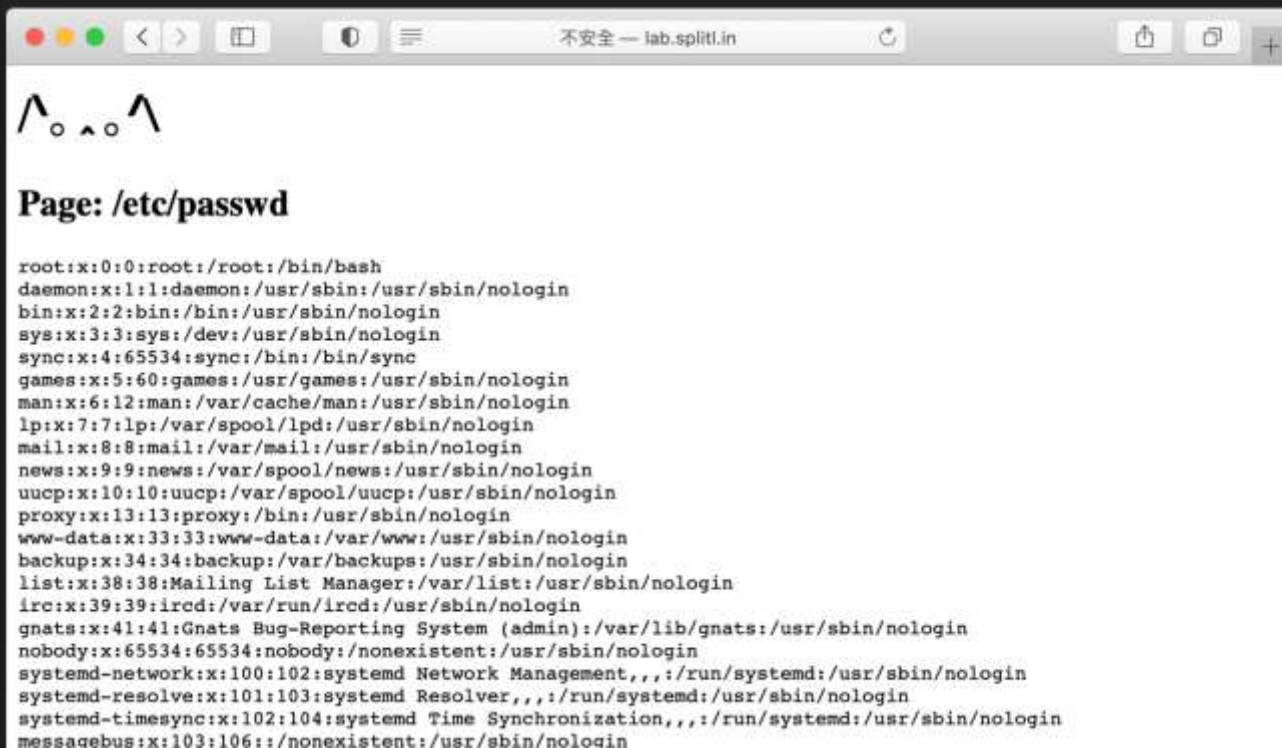 不安全 — lab.splitl.in
/\。‸。/\
Page: /etc/passwd
root:x:0:0:root:/root:/bin/bash
daemon:x:1:1:daemon:/usr/sbin:/usr/sbin/nologin
bin:x:2:2:bin:/bin:/usr/sbin/nologin
sys:x:3:3:sys:/dev:/usr/sbin/nologin
sync:x:4:65534:sync:/bin:/bin/sync
games:x:5:60:games:/usr/games:/usr/sbin/nologin
man:x:6:12:man:/var/cache/man:/usr/sbin/nologin
lp:x:7:7:lp:/var/spool/lpd:/usr/sbin/nologin
mail:x:8:8:mail:/var/mail:/usr/sbin/nologin
news:x:9:9:news:/var/spool/news:/usr/sbin/nologin
uucp:x:10:10:uucp:/var/spool/uucp:/usr/sbin/nologin
proxy:x:13:13:proxy:/bin:/usr/sbin/nologin
www-data:x:33:33:www-data:/var/www:/usr/sbin/nologin
backup:x:34:34:backup:/var/backups:/usr/sbin/nologin
list:x:38:38:Mailing List Manager:/var/list:/usr/sbin/nologin
irc:x:39:39:ircd:/var/run/ircd:/usr/sbin/nologin
gnats:x:41:41:Gnats Bug-Reporting System (admin):/var/lib/gnats:/usr/sbin/nologin
nobody:x:65534:65534:nobody:/nonexistent:/usr/sbin/nologin
systemd-network:x:100:102:systemd Network Management,,,:/run/systemd:/usr/sbin/nologin
systemd-resolve:x:101:103:systemd Resolver,,,:/run/systemd:/usr/sbin/nologin
systemd-timesync:x:102:104:systemd Time Synchronization,,,:/run/systemd:/usr/sbin/nologin
messagebus:x:103:106::/nonexistent:/usr/sbin/nologin